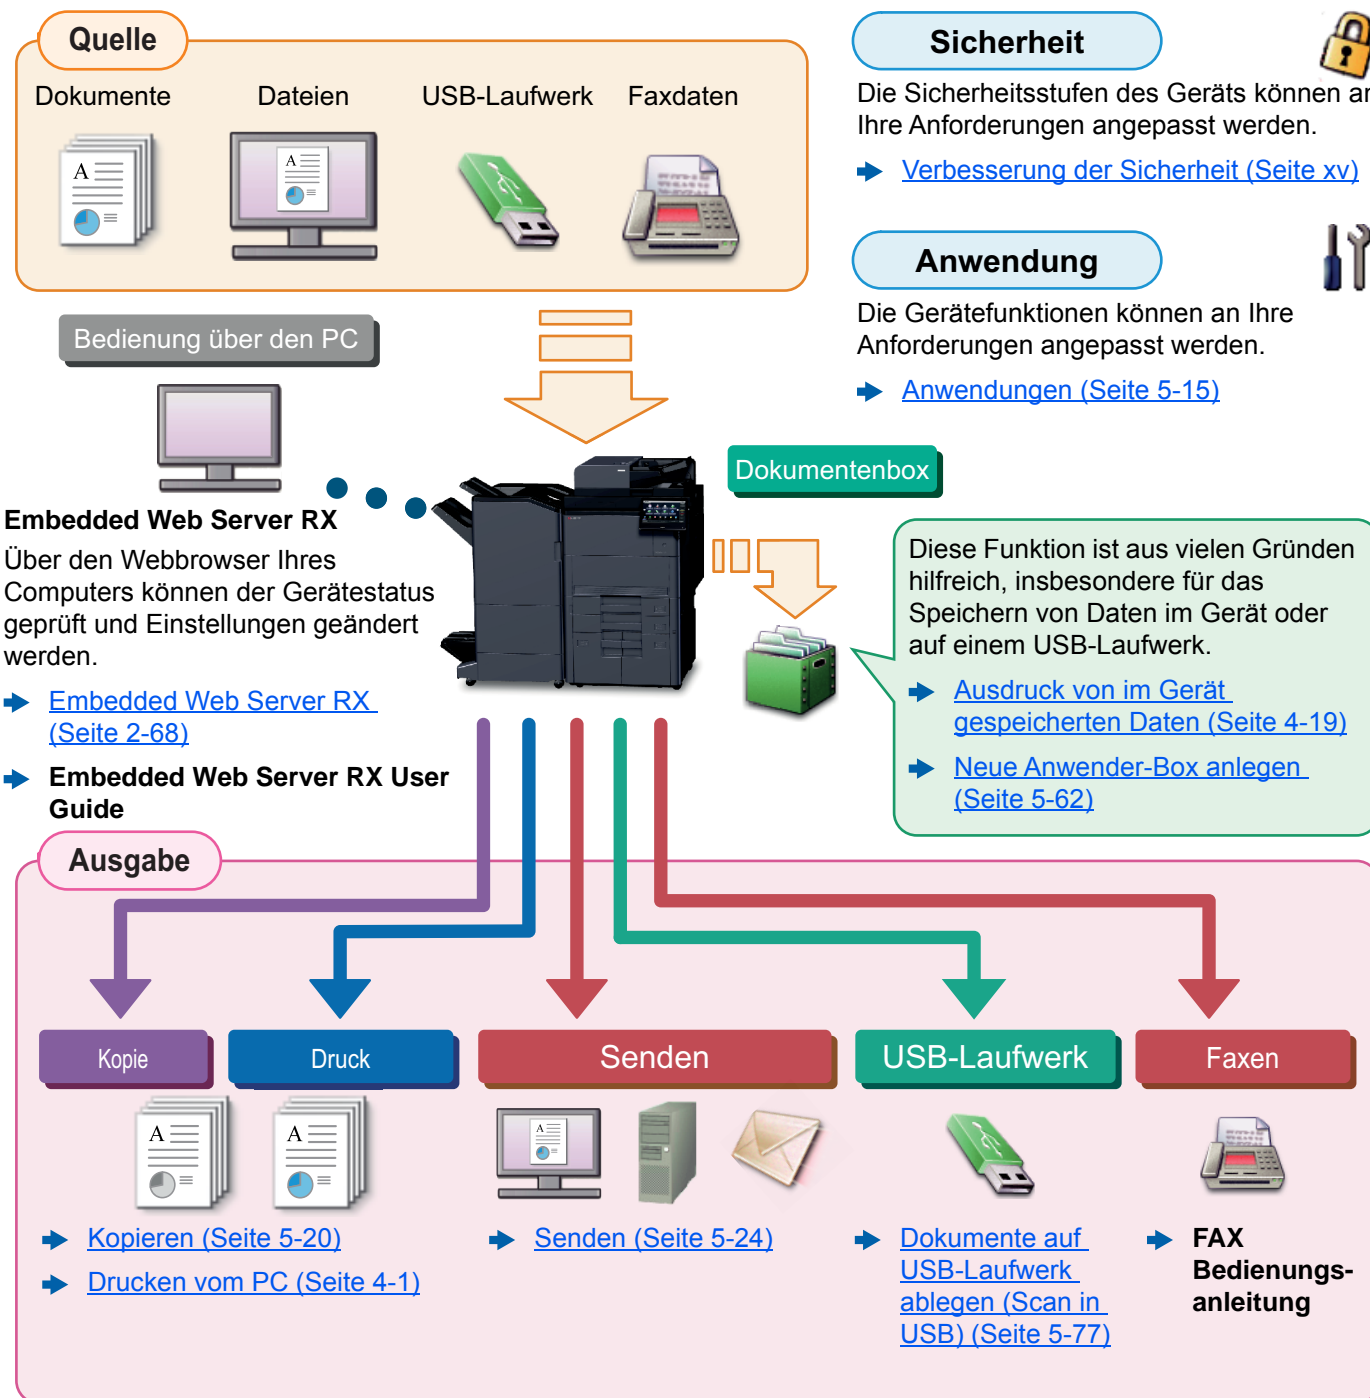 Quelle
Dokumente
Dateien
USB-Laufwerk
Faxdaten
Sicherheit
Die Sicherheitsstufen des Geräts können an
Ihre Anforderungen angepasst werden.
Verbesserung der Sicherheit (Seite xv)
Anwendung
Die Gerätefunktionen können an Ihre
Anforderungen angepasst werden.
Anwendungen (Seite 5-15)
Bedienung über den PC
Embedded Web Server RX
Über den Webbrowser Ihres
Computers können der Gerätestatus
geprüft und Einstellungen geändert
werden.
Embedded Web Server RX
(Seite 2-68)
Embedded Web Server RX User
Guide
Dokumentenbox
Diese Funktion ist aus vielen Gründen
hilfreich, insbesondere für das
Speichern von Daten im Gerät oder
auf einem USB-Laufwerk.
Ausdruck von im Gerät
gespeicherten Daten (Seite 4-19)
Neue Anwender-Box anlegen
(Seite 5-62)
Ausgabe
Kopie
Druck
Senden
USB-Laufwerk
Faxen
A
A
A
Kopieren (Seite 5-20)
Drucken vom PC (Seite 4-1)
Senden (Seite 5-24)
Dokumente auf
USB-Laufwerk
ablegen (Scan in
USB) (Seite 5-77)
FAX
Bedienungs-
anleitung